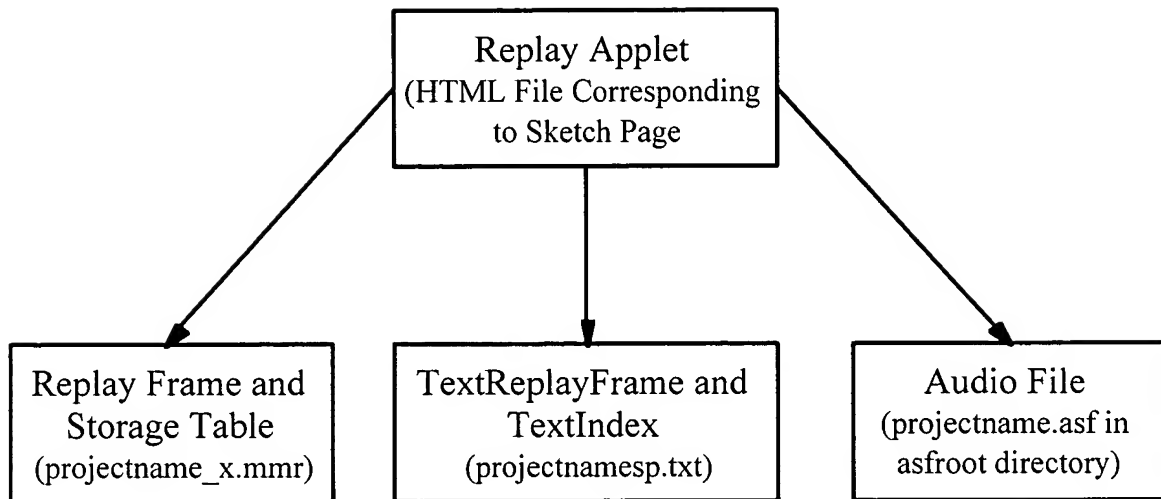 Replay Applet
(HTML File Corresponding
to Sketch Page
Replay Frame and
Storage Table
(projectname_x.mmr)
TextReplayFrame and
TextIndex
(projectnamesp.txt)
Audio File
(projectname.asf in
asfroot directory)